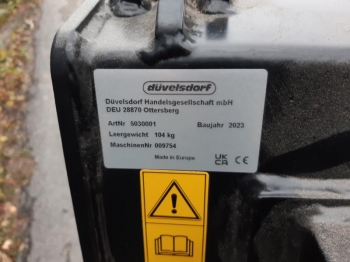 düvelsdorf
Düvelsdorf Handelsgesellschaft mbH
DEU 28870 Ottersberg
ArtNr 5030001 Baujahr 2023
Leergewicht 104 kg
MaschinenNr 009754
Made in Europe UK CA CE